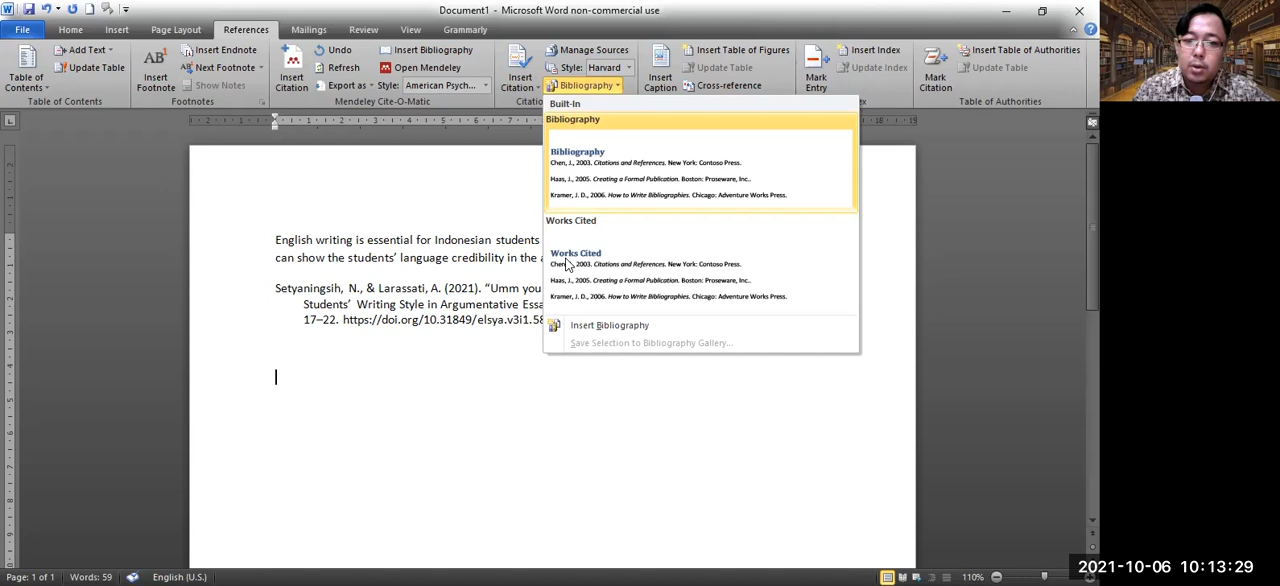 Document1 - Microsoft Word non-commercial use
File Home Insert Page Layout References Mailings Review View Grammarly
Table of Contents
Add Text
Update Table
Table of Contents
AB¹
Insert Footnote
Insert Endnote
Next Footnote
Show Notes
Footnotes
Insert Citation
Undo
Refresh
Export as
Insert Bibliography
Open Mendeley
Style: American Psych...
Mendeley Cite-O-Matic
Insert Citation
Manage Sources
Style: Harvard
Bibliography
Insert Caption
Insert Table of Figures
Update Table
Cross-reference
Mark Entry
Insert Index
Update Index
Mark Citation
Insert Table of Authorities
Update Table
Table of Authorities
Built-In
Bibliography
Bibliography
Chen, J., 2003. Citations and References. New York: Contoso Press.
Haas, J., 2005. Creating a Formal Publication. Boston: Proseware, Inc..
Kramer, J. D., 2006. How to Write Bibliographies. Chicago: Adventure Works Press.
Works Cited
Works Cited
2003. Citations and References. New York: Contoso Press.
Haas, J., 2005. Creating a Formal Publication. Boston: Proseware, Inc..
Kramer, J. D., 2006. How to Write Bibliographies. Chicago: Adventure Works Press.
Insert Bibliography
Save Selection to Bibliography Gallery...
English writing is essential for Indonesian students
can show the students' language credibility in the
Setyaningsih, N., & Larassati, A. (2021). "Umm you
Students' Writing Style in Argumentative
17–22. https://doi.org/10.31849/elsya.v3i1.5
Page: 1 of 1 Words: 59 English (U.S.) 110%
2021-10-06 10:13:29